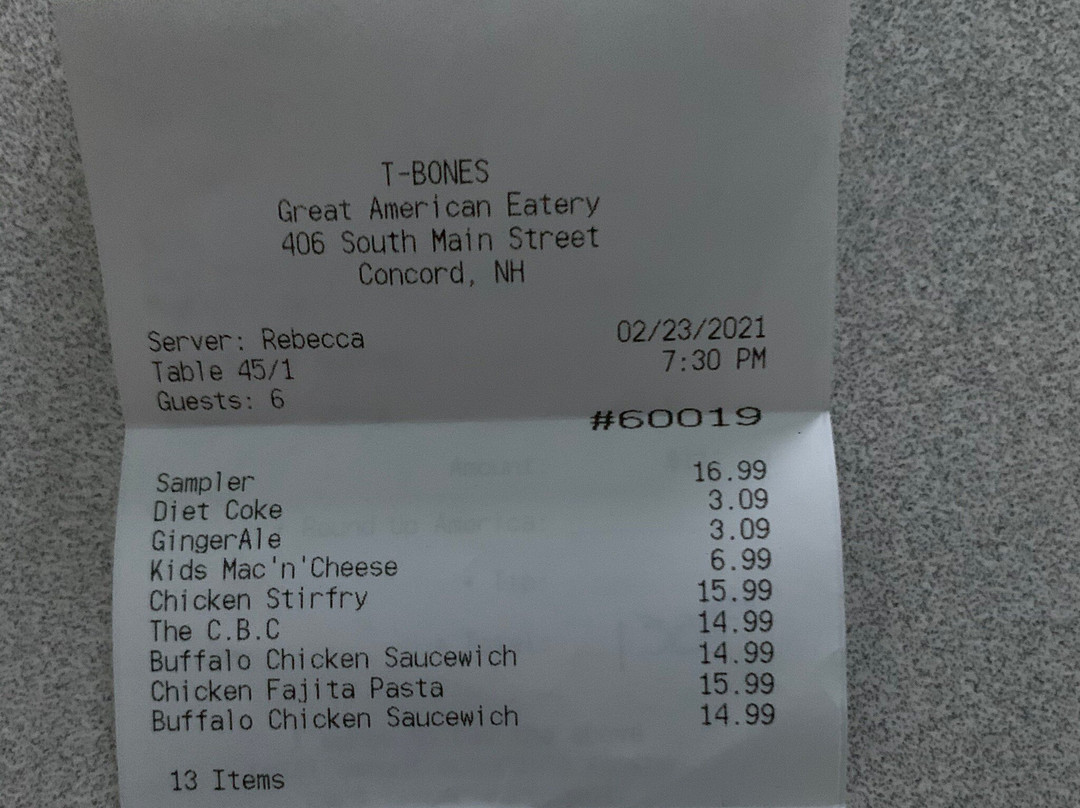 T-BONES
Great American Eatery
406 South Main Street
Concord, NH
Server: Rebecca 02/23/2021
Table 45/1 7:30 PM
Guests: 6
#60019
Sampler 16.99
Diet Coke 3.09
GingerAle 3.09
Kids Mac'n'Cheese 6.99
Chicken Stirfry 15.99
The C.B.C 14.99
Buffalo Chicken Saucewich 14.99
Chicken Fajita Pasta 15.99
Buffalo Chicken Saucewich 14.99
13 Items